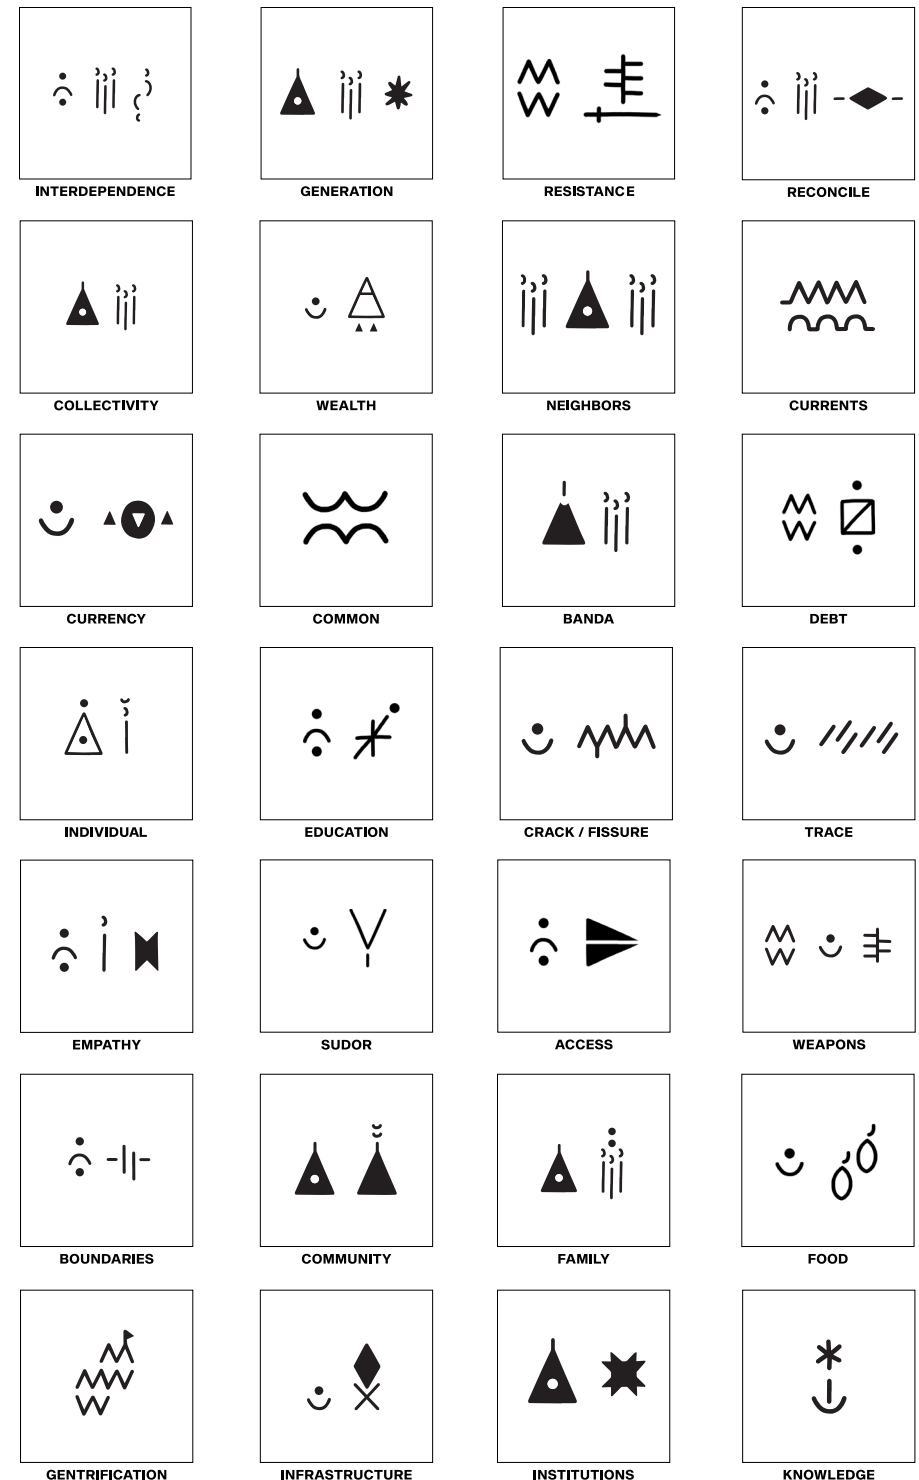 INTERDEPENDENCE
GENERATION
RESISTANCE
RECONCILE
COLLECTIVITY
WEALTH
NEIGHBORS
CURRENTS
CURRENCY
COMMON
BANDA
DEBT
INDIVIDUAL
EDUCATION
CRACK / FISSURE
TRACE
EMPATHY
SUDOR
ACCESS
WEAPONS
BOUNDARIES
COMMUNITY
FAMILY
FOOD
GENTRIFICATION
INFRASTRUCTURE
INSTITUTIONS
KNOWLEDGE